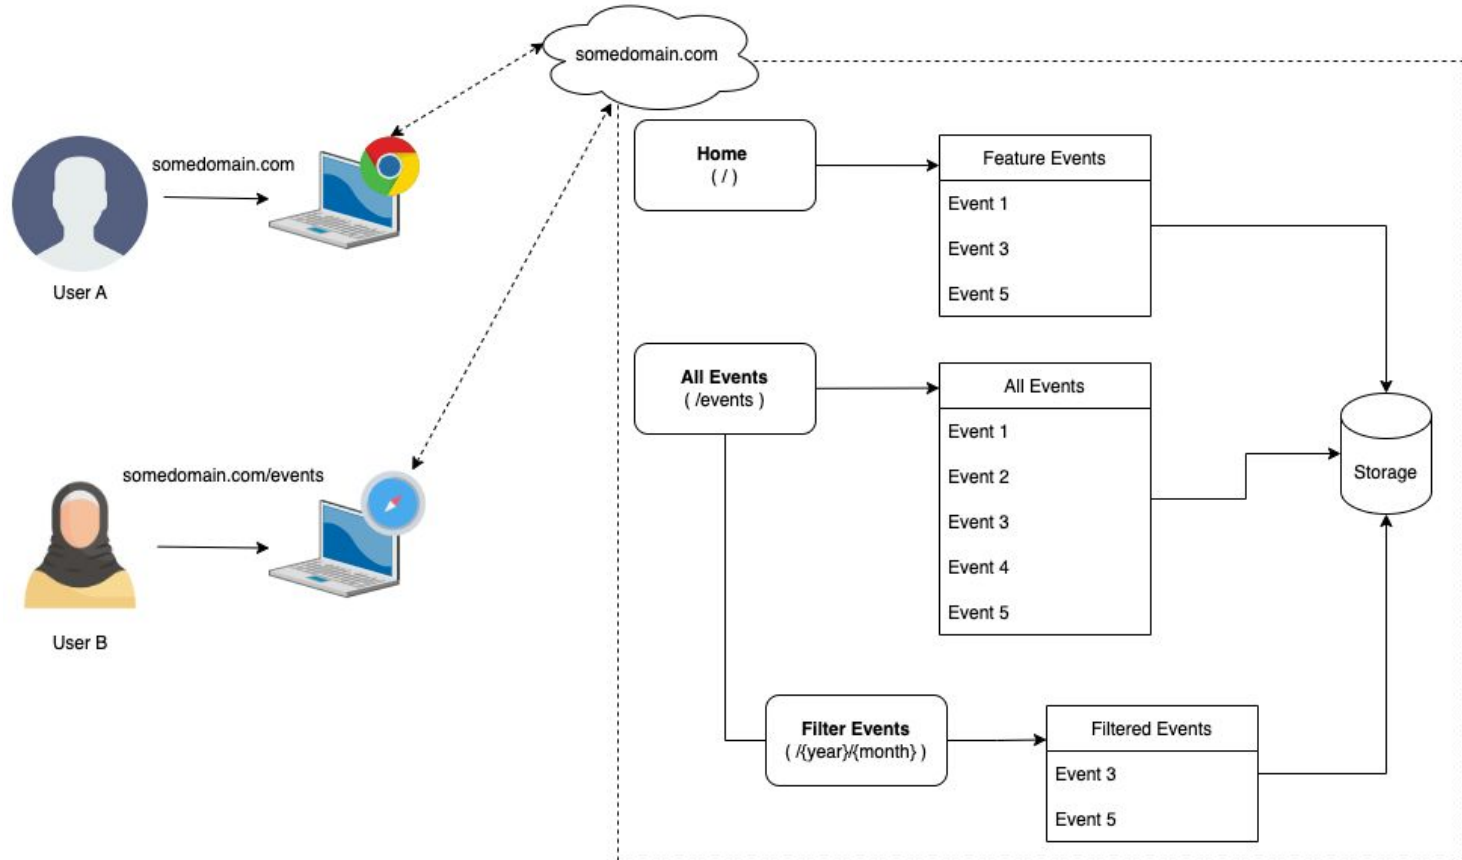 somedomain.com
somedomain.com
User A
somedomain.com/events
User B
Home
( / )
Feature Events
Event 1
Event 3
Event 5
All Events
( /events )
All Events
Event 1
Event 2
Event 3
Event 4
Event 5
Storage
Filter Events
( /{year}/{month} )
Filtered Events
Event 3
Event 5